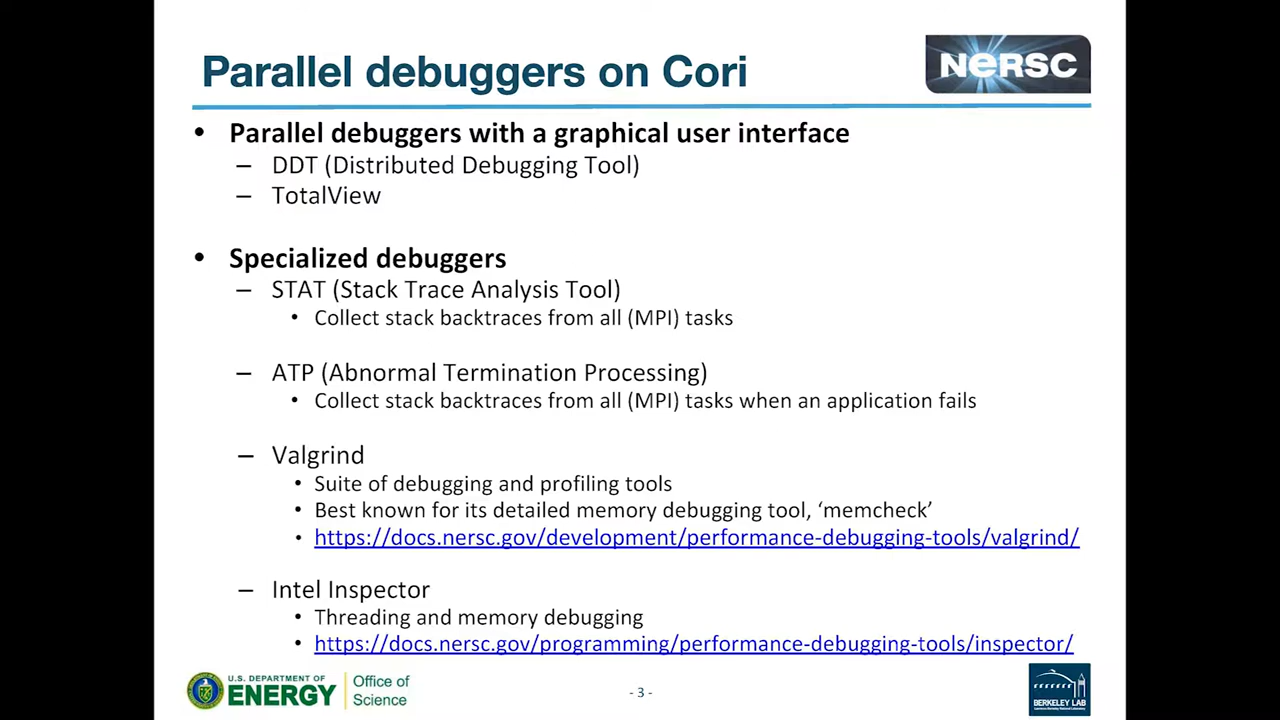 Parallel debuggers on Cori
NERSC
• Parallel debuggers with a graphical user interface
– DDT (Distributed Debugging Tool)
– TotalView
• Specialized debuggers
– STAT (Stack Trace Analysis Tool)
• Collect stack backtraces from all (MPI) tasks
– ATP (Abnormal Termination Processing)
• Collect stack backtraces from all (MPI) tasks when an application fails
– Valgrind
• Suite of debugging and profiling tools
• Best known for its detailed memory debugging tool, ‘memcheck’
• https://docs.nersc.gov/development/performance-debugging-tools/valgrind/
– Intel Inspector
• Threading and memory debugging
• https://docs.nersc.gov/programming/performance-debugging-tools/inspector/
U.S. DEPARTMENT OF
ENERGY
Office of
Science
- 3 -
BERKELEY LAB